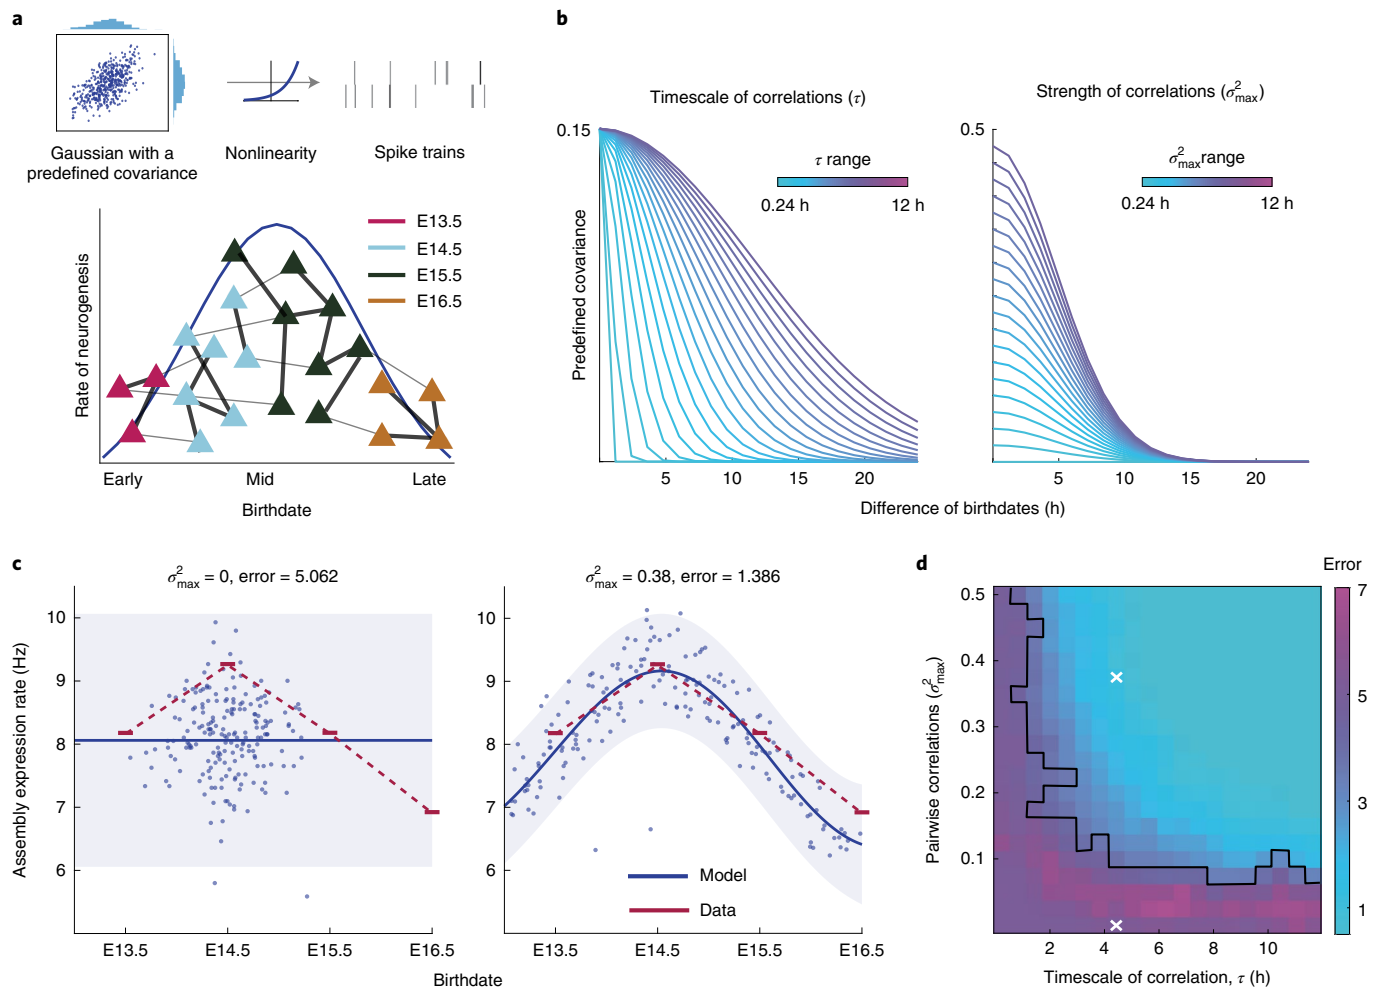 a
Gaussian with a
predefined covariance
Nonlinearity
Spike trains
Rate of neurogenesis
E13.5
E14.5
E15.5
E16.5
Early
Mid
Late
Birthdate
b
Timescale of correlations (τ)
0.15
τ range
0.24 h
12 h
Predefined covariance
5
10
15
20
Strength of correlations (σ²max)
0.5
σ²max range
0.24 h
12 h
5
10
15
20
Difference of birthdates (h)
c
σ²max = 0, error = 5.062
Assembly expression rate (Hz)
10
9
8
7
6
E13.5
E14.5
E15.5
E16.5
σ²max = 0.38, error = 1.386
10
9
8
7
6
Model
Data
E13.5
E14.5
E15.5
E16.5
Birthdate
d
Error
Pairwise correlations (σ²max)
0.5
0.4
0.3
0.2
0.1
2
4
6
8
10
Timescale of correlation, τ (h)
7
5
3
1